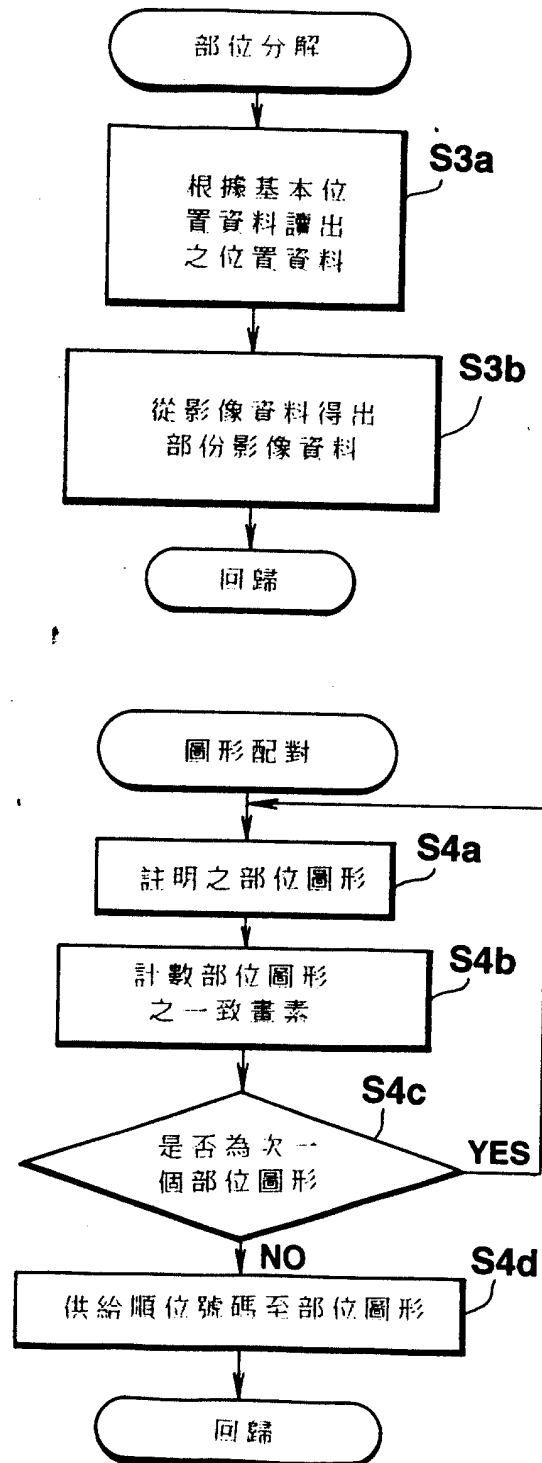 部位分解
S3a
根據基本位
置資料讀出
之位置資料
S3b
從影像資料得出
部份影像資料
回歸
圖形配對
S4a
註明之部位圖形
S4b
計數部位圖形
之一致畫素
S4c
是否為次一
個部位圖形
YES
NO
S4d
供給順位號碼至部位圖形
回歸